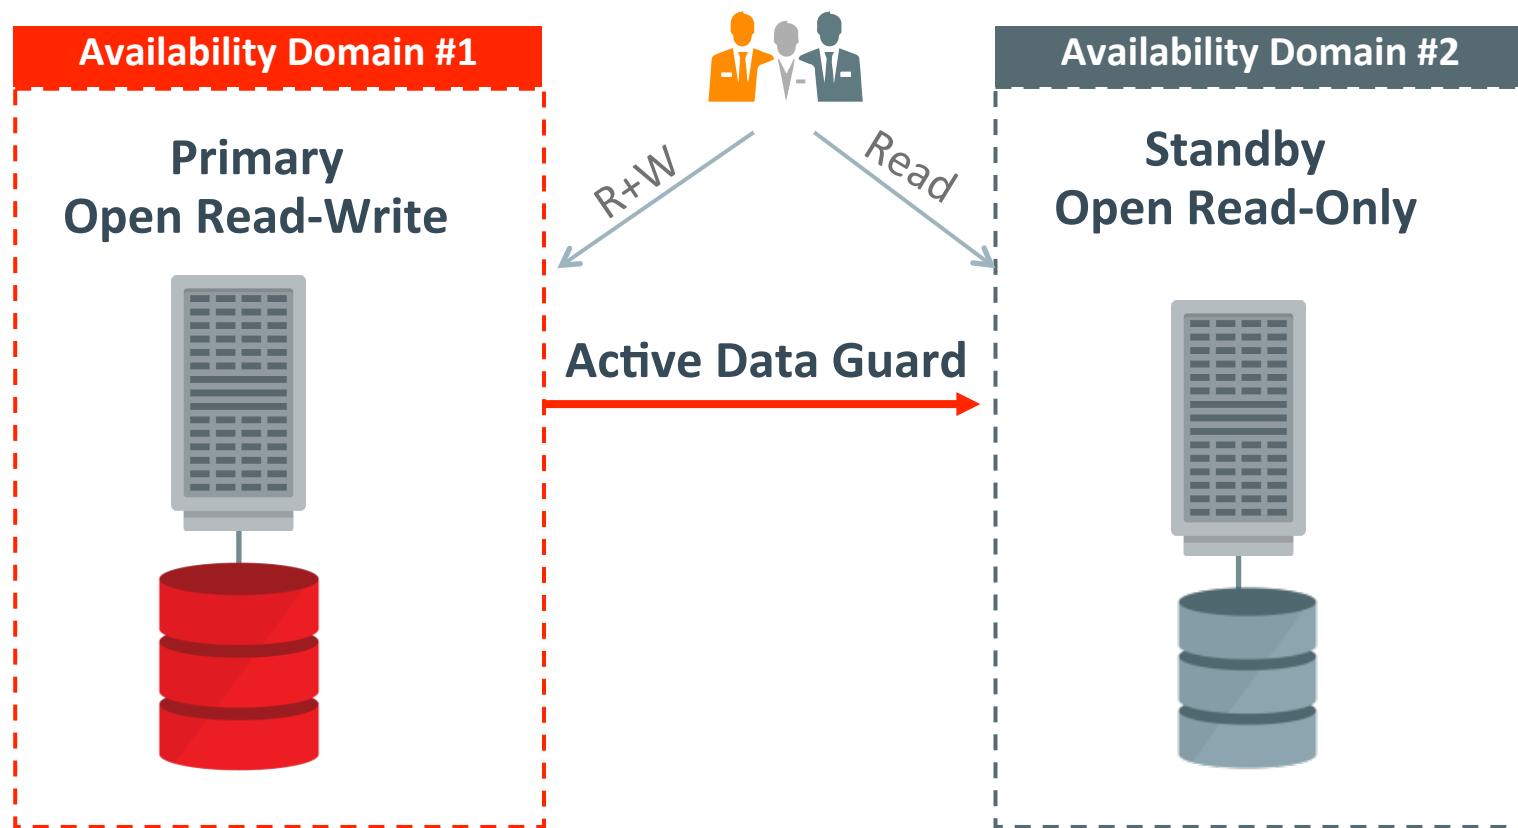 Availability Domain #1
Availability Domain #2
Primary
Open Read-Write
R+W
Read
Standby
Open Read-Only
Active Data Guard